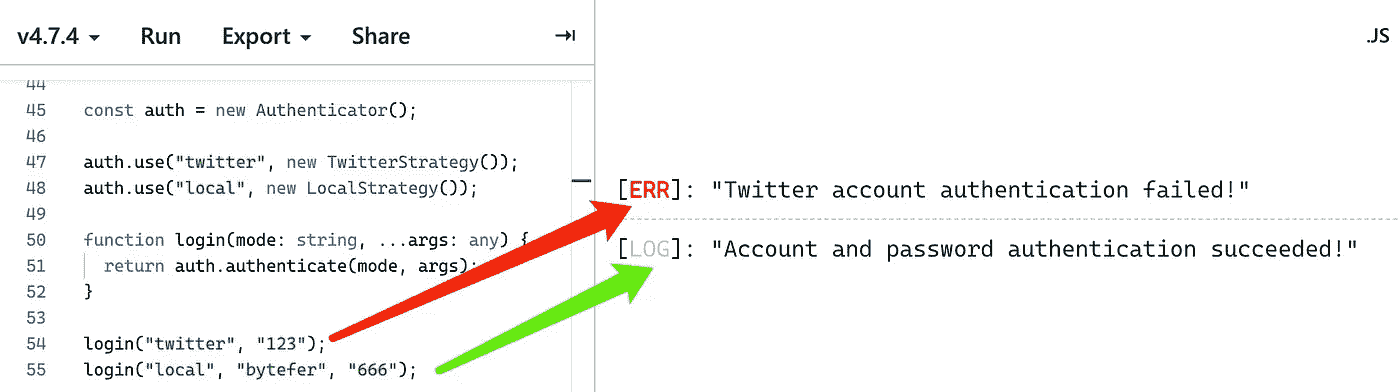 v4.7.4 Run Export Share
.JS
44
45 const auth = new Authenticator();
46
47 auth.use("twitter", new TwitterStrategy());
48 auth.use("local", new LocalStrategy());
49
50 function login(mode: string, ...args: any) {
51 return auth.authenticate(mode, args);
52 }
53
54 login("twitter", "123");
55 login("local", "bytefer", "666");
[ERR]: "Twitter account authentication failed!"
[LOG]: "Account and password authentication succeeded!"